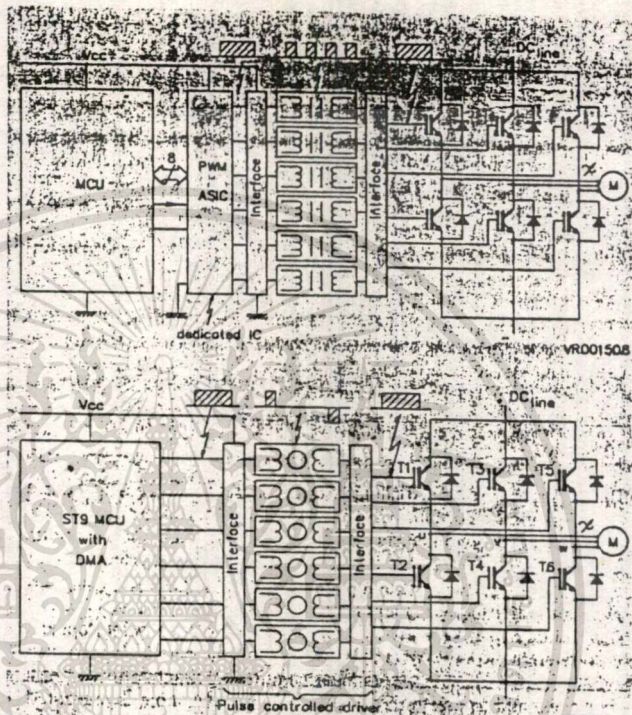 Vcc
DC line
MCU
8
PWM
ASIC
Interface
Interface
M
dedicated IC
VR001508
Vcc
DC line
ST9 MCU
with
DMA
Interface
Interface
T1
T3
T5
u
v
w
M
T2
T4
T6
Pulse controlled driver